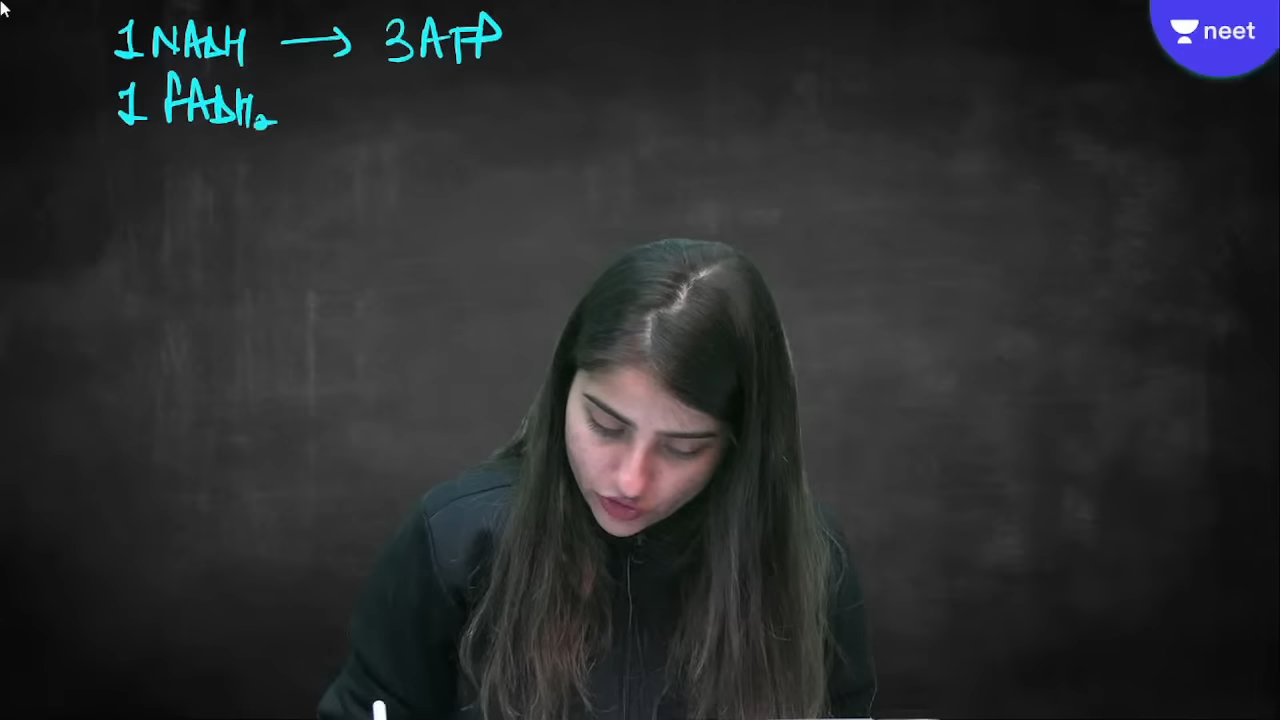 1 NADH → 3ATP
1 FADH₂
neet